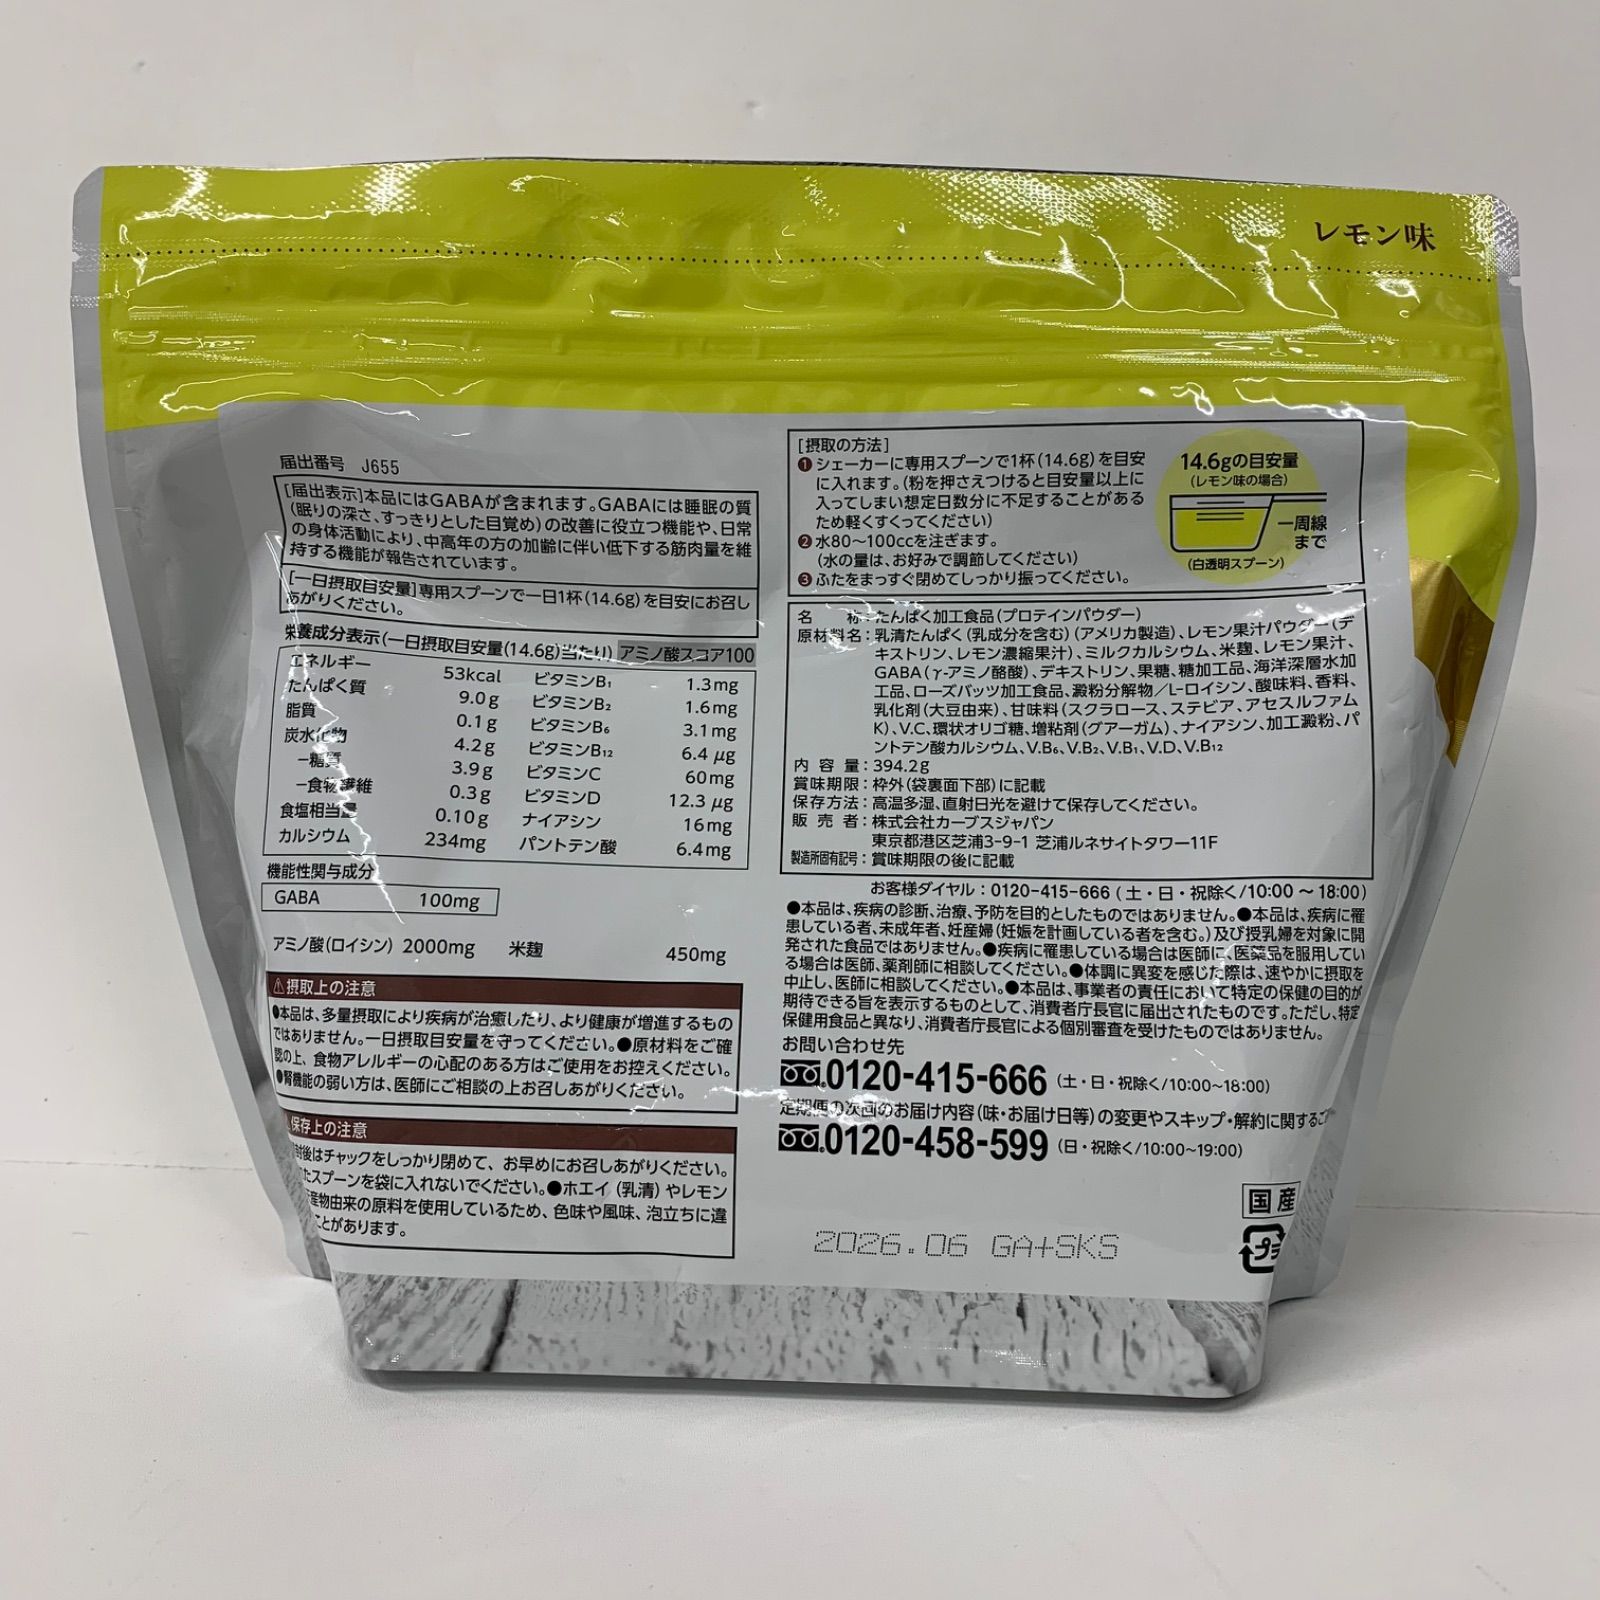 レモン味
届出番号 J655
[届出表示]本品にはGABAが含まれます。GABAには睡眠の質
(眠りの深さ、すっきりとした目覚め)の改善に役立つ機能や、日常
の身体活動により、中高年の方の加齢に伴い低下する筋肉量を維
持する機能が報告されています。
[一日摂取目安量]専用スプーンで一日1杯(14.6g)を目安にお召し
あがりください。
栄養成分表示(一日摂取目安量(14.6g)当たり) アミノ酸スコア100
エネルギー 53kcal ビタミンB₁ 1.3mg
たんぱく質 9.0g ビタミンB₂ 1.6mg
脂質 0.1g ビタミンB₆ 3.1mg
炭水化物 4.2g ビタミンB₁₂ 6.4μg
−糖質 3.9g ビタミンC 60mg
−食物繊維 0.3g ビタミンD 12.3μg
食塩相当量 0.10g ナイアシン 16mg
カルシウム 234mg パントテン酸 6.4mg
機能性関与成分
GABA 100mg
アミノ酸(ロイシン) 2000mg 米麹 450mg
⚠摂取上の注意
●本品は、多量摂取により疾病が治癒したり、より健康が増進するもの
ではありません。一日摂取目安量を守ってください。●原材料をご確
認の上、食物アレルギーの心配のある方はご使用をお控えください。
●腎機能の弱い方は、医師にご相談の上お召しあがりください。
保存上の注意
封後はチャックをしっかり閉めて、お早めにお召しあがりください。
たスプーンを袋に入れないでください。●ホエイ(乳清)やレモン
産物由来の原料を使用しているため、色味や風味、泡立ちに違
ことがあります。
[摂取の方法]
❶シェーカーに専用スプーンで1杯(14.6g)を目安
に入れます。(粉を押さえつけると目安量以上に
入ってしまい想定日数分に不足することがある
ため軽くすくってください)
❷水80〜100ccを注ぎます。
(水の量は、お好みで調節してください)
❸ふたをまっすぐ閉めてしっかり振ってください。
14.6gの目安量
(レモン味の場合)
一周線
まで
(白透明スプーン)
名 称:たんぱく加工食品(プロテインパウダー)
原材料名:乳清たんぱく(乳成分を含む)(アメリカ製造)、レモン果汁パウダー(デ
キストリン、レモン濃縮果汁)、ミルクカルシウム、米麹、レモン果汁、
GABA(γ-アミノ酪酸)、デキストリン、果糖、糖加工品、海洋深層水加
工品、ローズパッツ加工食品、澱粉分解物/L-ロイシン、酸味料、香料、
乳化剤(大豆由来)、甘味料(スクラロース、ステビア、アセスルファム
K)、V.C、環状オリゴ糖、増粘剤(グアーガム)、ナイアシン、加工澱粉、パ
ントテン酸カルシウム、V.B₆、V.B₂、V.B₁、V.D、V.B₁₂
内容量:394.2g
賞味期限:枠外(袋裏面下部)に記載
保存方法:高温多湿、直射日光を避けて保存してください。
販売者:株式会社カーブスジャパン
東京都港区芝浦3-9-1 芝浦ルネサイトタワー11F
製造所固有記号:賞味期限の後に記載
お客様ダイヤル:0120-415-666(土・日・祝除く/10:00 〜 18:00)
●本品は、疾病の診断、治療、予防を目的としたものではありません。●本品は、疾病に罹
患している者、未成年者、妊産婦(妊娠を計画している者を含む。)及び授乳婦を対象に開
発された食品ではありません。●疾病に罹患している場合は医師に、医薬品を服用してい
る場合は医師、薬剤師に相談してください。●体調に異変を感じた際は、速やかに摂取を
中止し、医師に相談してください。●本品は、事業者の責任において特定の保健の目的が
期待できる旨を表示するものとして、消費者庁長官に届出されたものです。ただし、特定
保健用食品と異なり、消費者庁長官による個別審査を受けたものではありません。
お問い合わせ先
0120-415-666 (土・日・祝除く/10:00〜18:00)
定期便の次回のお届け内容(味・お届け日等)の変更やスキップ・解約に関するご
0120-458-599 (日・祝除く/10:00〜19:00)
国産
プラ
2026.06 GA+SKS